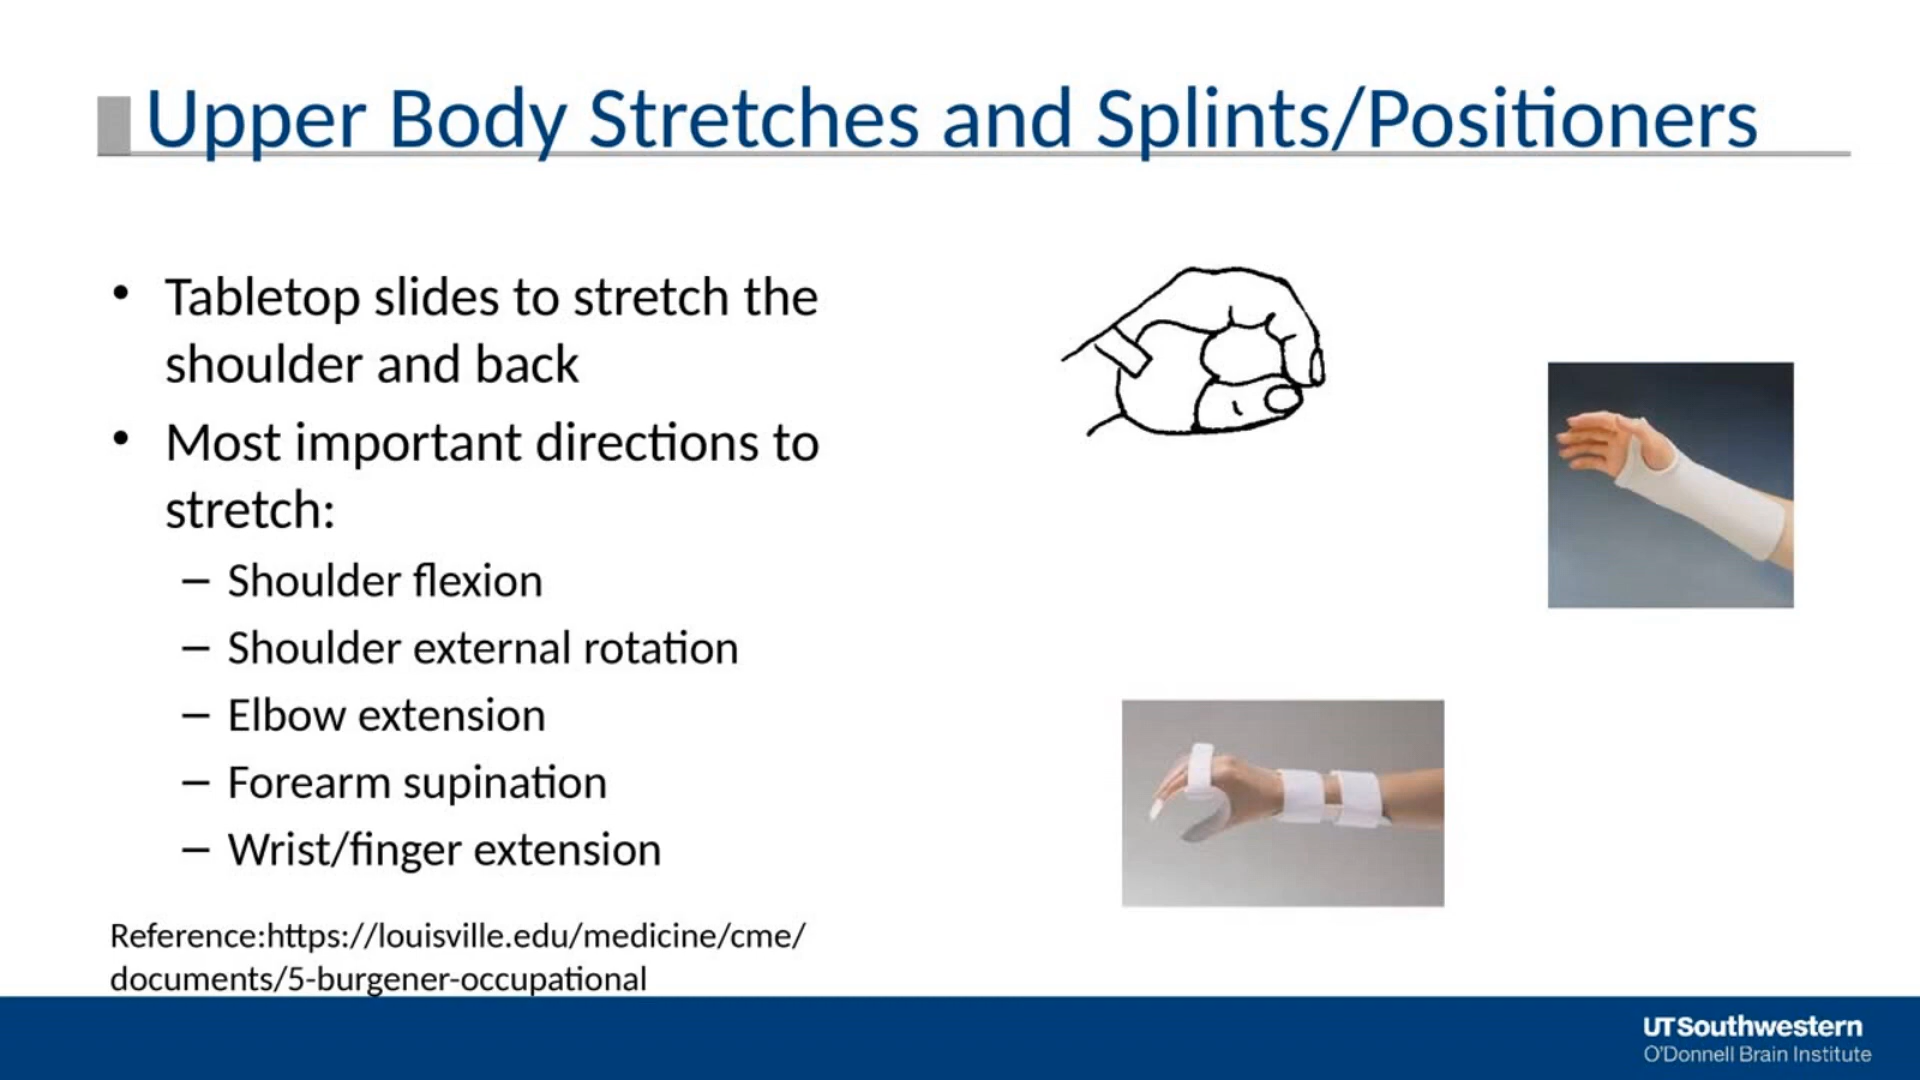 Upper Body Stretches and Splints/Positioners
• Tabletop slides to stretch the
shoulder and back
• Most important directions to
stretch:
– Shoulder flexion
– Shoulder external rotation
– Elbow extension
– Forearm supination
– Wrist/finger extension
Reference:https://louisville.edu/medicine/cme/
documents/5-burgener-occupational
UTSouthwestern
O'Donnell Brain Institute